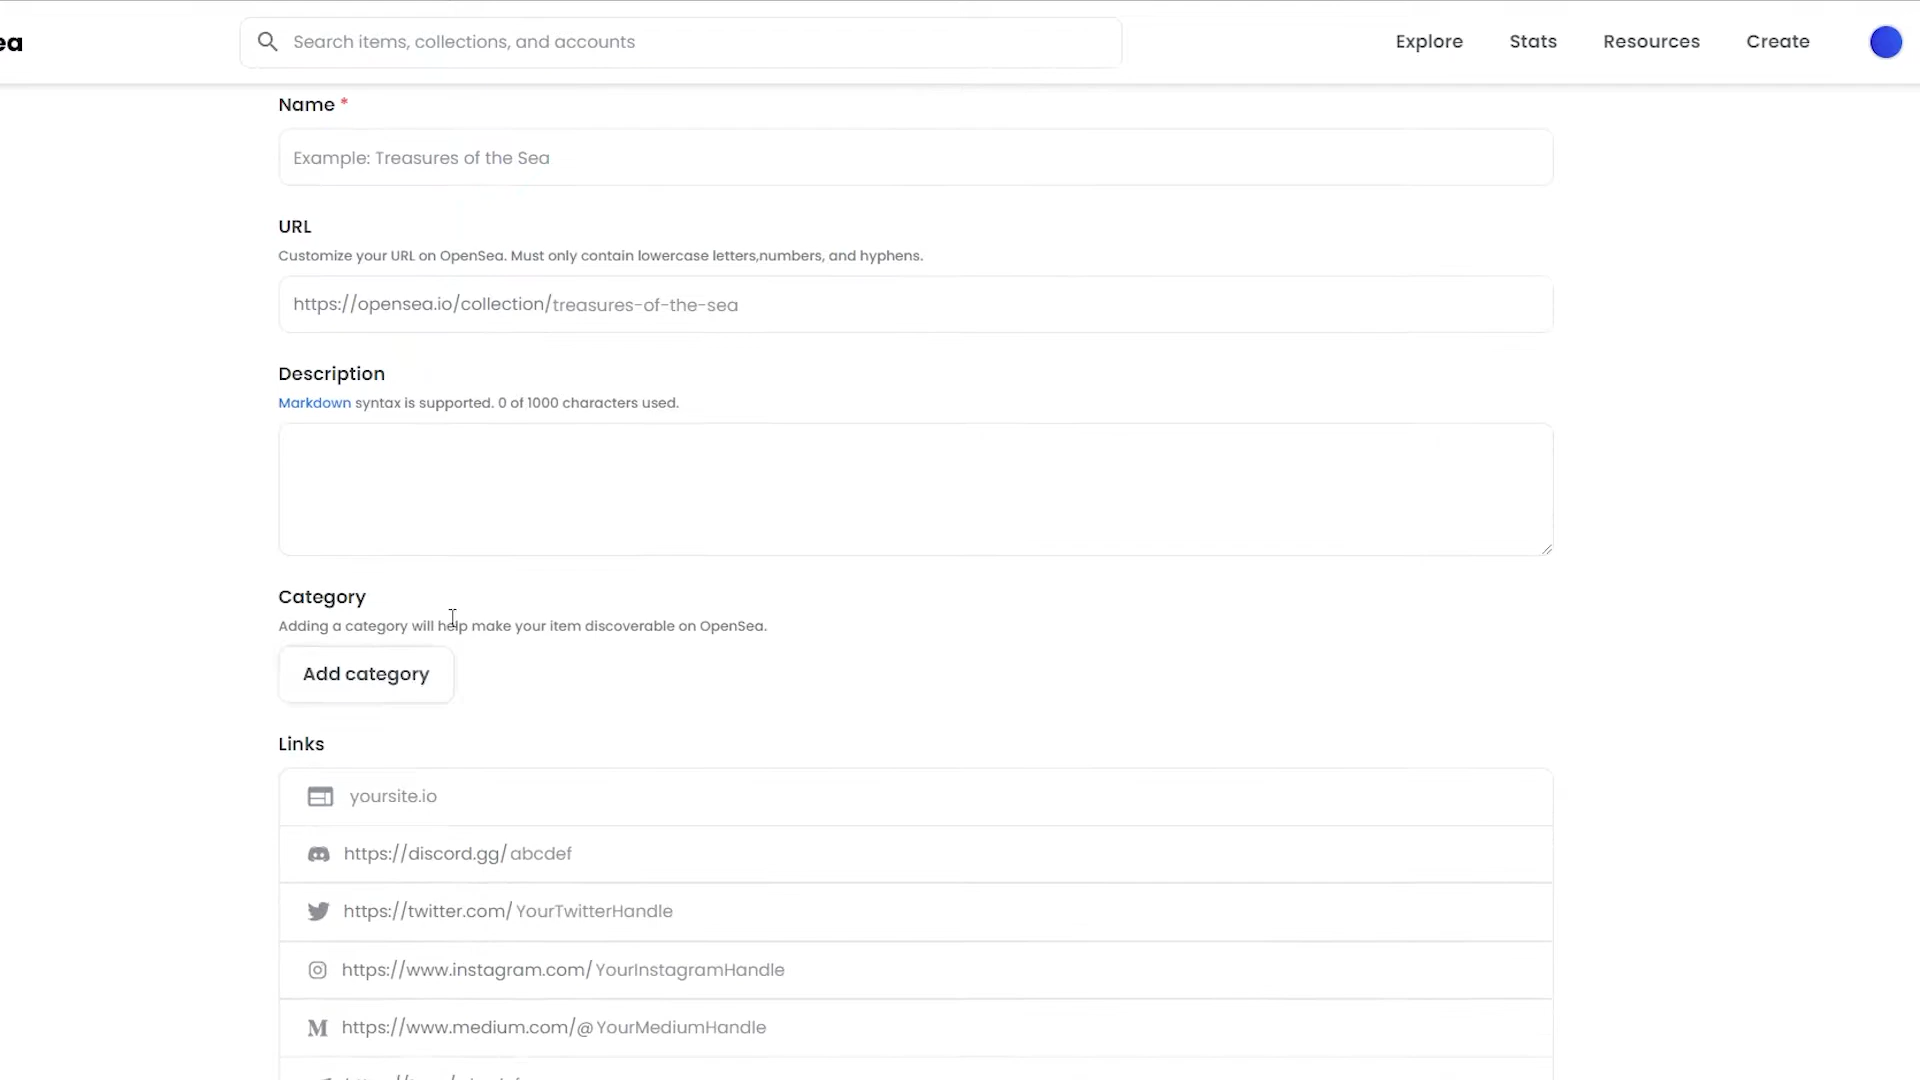 ea
Search items, collections, and accounts
Explore
Stats
Resources
Create
Name *
Example: Treasures of the Sea
URL
Customize your URL on OpenSea. Must only contain lowercase letters,numbers, and hyphens.
https://opensea.io/collection/treasures-of-the-sea
Description
Markdown syntax is supported. 0 of 1000 characters used.
Category
Adding a category will help make your item discoverable on OpenSea.
Add category
Links
yoursite.io
https://discord.gg/abcdef
https://twitter.com/YourTwitterHandle
https://www.instagram.com/YourInstagramHandle
https://www.medium.com/@YourMediumHandle